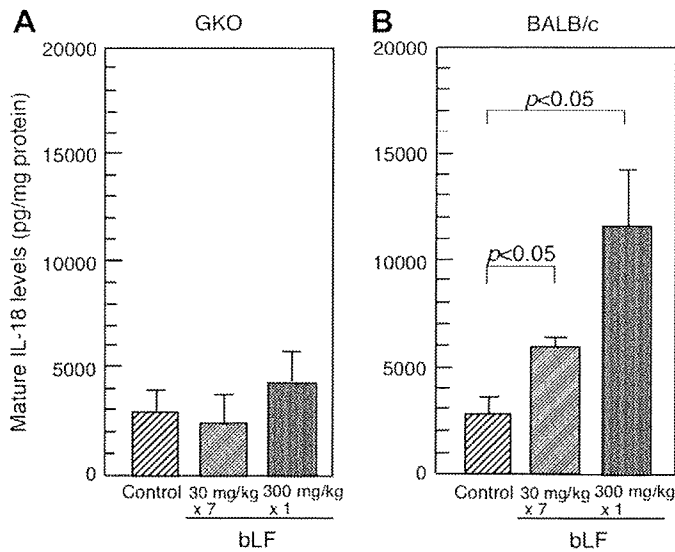 A
GKO
20000
15000
10000
5000
0
Mature IL-18 levels (pg/mg protein)
Control
30 mg/kg
x 7
300 mg/kg
x 1
bLF
B
BALB/c
20000
15000
10000
5000
0
p<0.05
p<0.05
Control
30 mg/kg
x 7
300 mg/kg
x 1
bLF